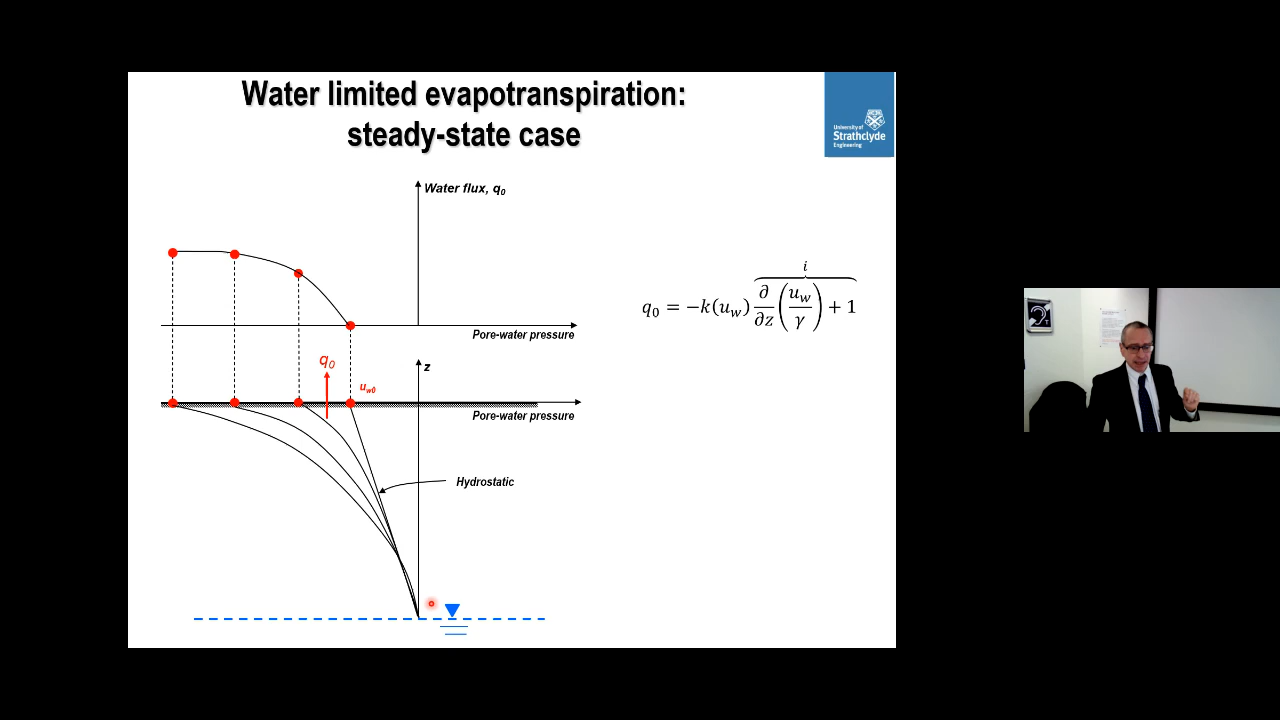 Water limited evapotranspiration:
steady-state case
University of
Strathclyde
Engineering
Water flux, q₀
Pore-water pressure
q₀
z
u_w0
Pore-water pressure
Hydrostatic
i
q₀ = −k(u_w) ∂/∂z (u_w/γ) + 1